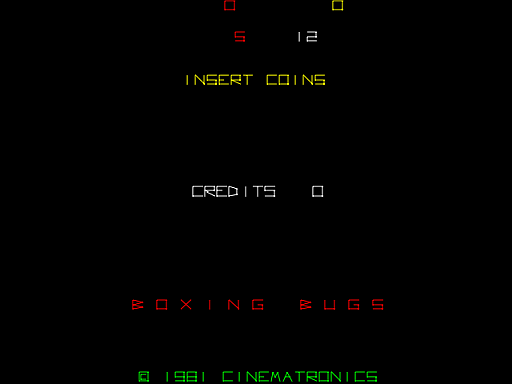 0 0
5 12
INSERT COINS
CREDITS 0
BOXING BUGS
© 1981 CINEMATRONICS